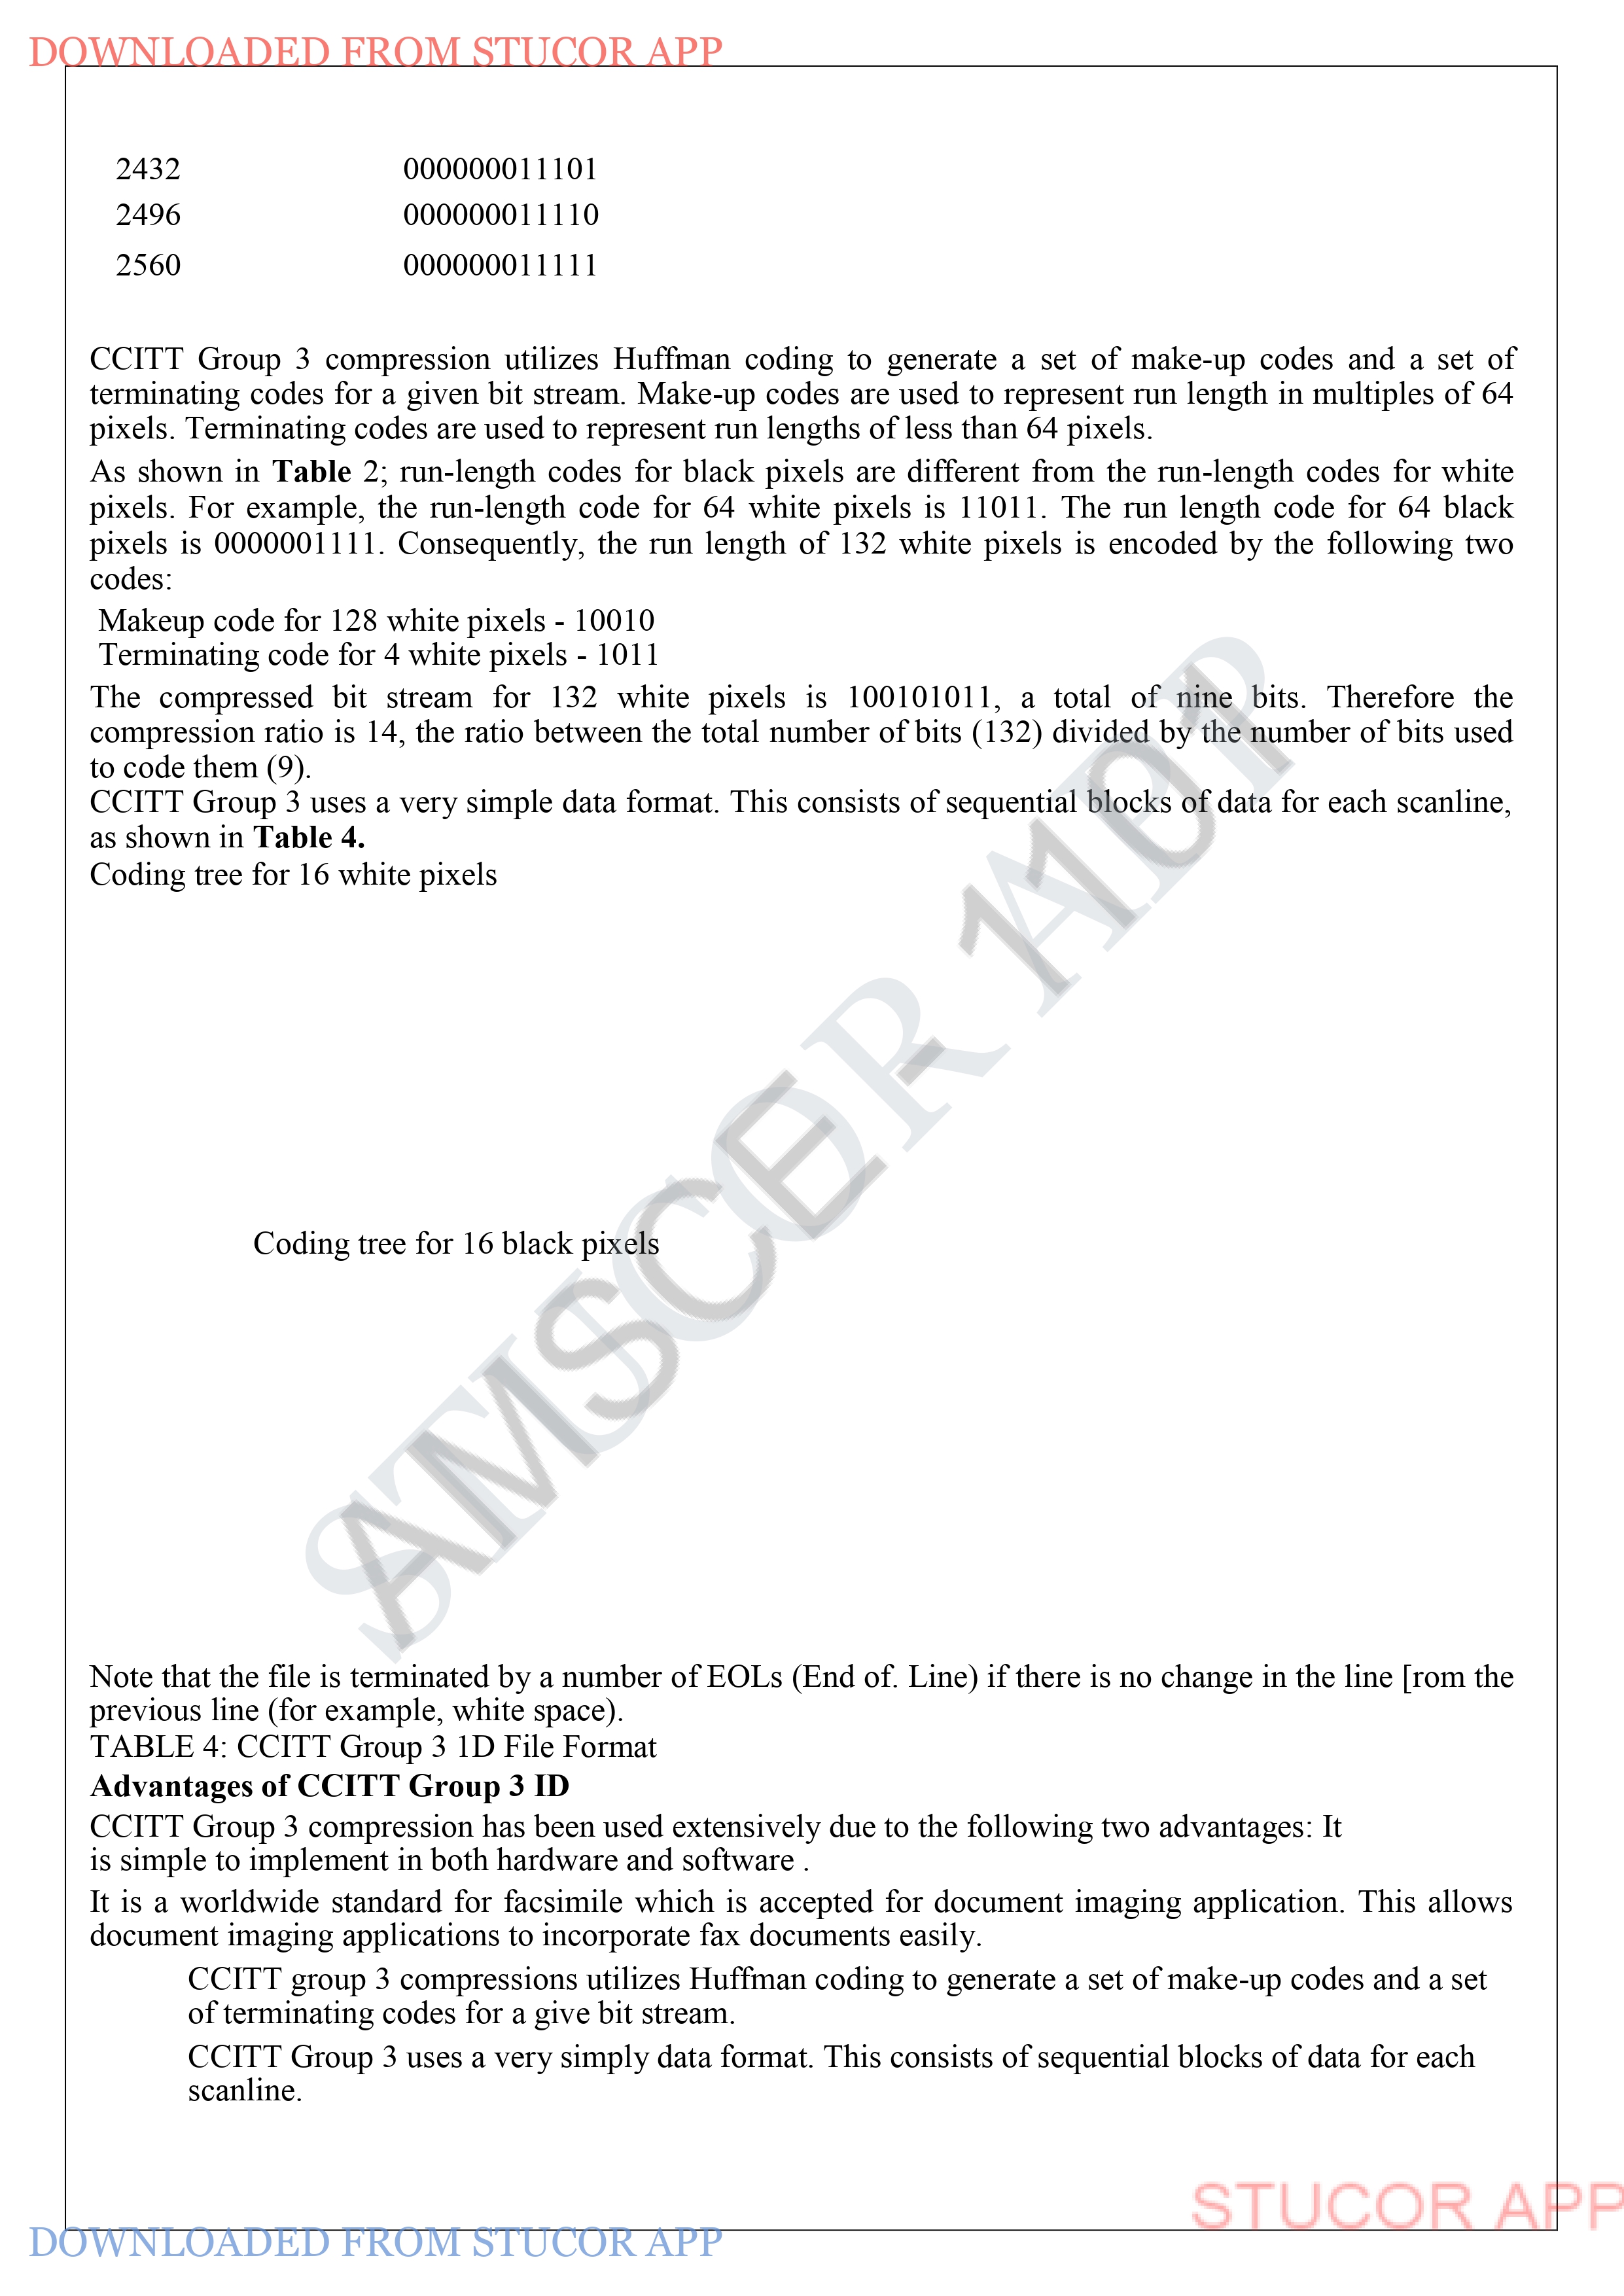 DOWNLOADED FROM STUCOR APP
2432 000000011101
2496 000000011110
2560 000000011111
CCITT Group 3 compression utilizes Huffman coding to generate a set of make-up codes and a set of
terminating codes for a given bit stream. Make-up codes are used to represent run length in multiples of 64
pixels. Terminating codes are used to represent run lengths of less than 64 pixels.
As shown in Table 2; run-length codes for black pixels are different from the run-length codes for white
pixels. For example, the run-length code for 64 white pixels is 11011. The run length code for 64 black
pixels is 0000001111. Consequently, the run length of 132 white pixels is encoded by the following two
codes:
Makeup code for 128 white pixels - 10010
Terminating code for 4 white pixels - 1011
The compressed bit stream for 132 white pixels is 100101011, a total of nine bits. Therefore the
compression ratio is 14, the ratio between the total number of bits (132) divided by the number of bits used
to code them (9).
CCITT Group 3 uses a very simple data format. This consists of sequential blocks of data for each scanline,
as shown in Table 4.
Coding tree for 16 white pixels
Coding tree for 16 black pixels
STUCOR APP
AMSCE - 1101
Note that the file is terminated by a number of EOLs (End of. Line) if there is no change in the line [rom the
previous line (for example, white space).
TABLE 4: CCITT Group 3 1D File Format
Advantages of CCITT Group 3 ID
CCITT Group 3 compression has been used extensively due to the following two advantages: It
is simple to implement in both hardware and software .
It is a worldwide standard for facsimile which is accepted for document imaging application. This allows
document imaging applications to incorporate fax documents easily.
CCITT group 3 compressions utilizes Huffman coding to generate a set of make-up codes and a set
of terminating codes for a give bit stream.
CCITT Group 3 uses a very simply data format. This consists of sequential blocks of data for each
scanline.
STUCOR APP
DOWNLOADED FROM STUCOR APP